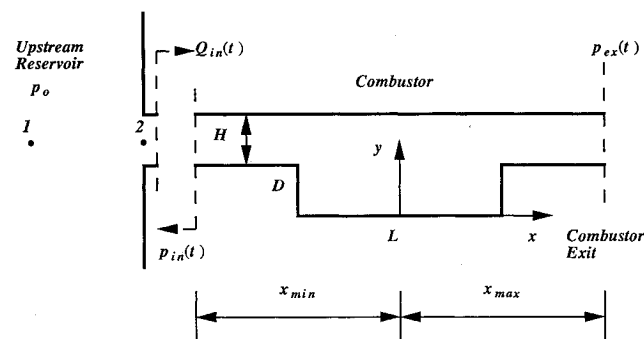 Upstream
Reservoir
p_o
1
2
Q_in(t)
p_in(t)
Combustor
H
D
y
L
x
p_ex(t)
Combustor
Exit
x_min
x_max